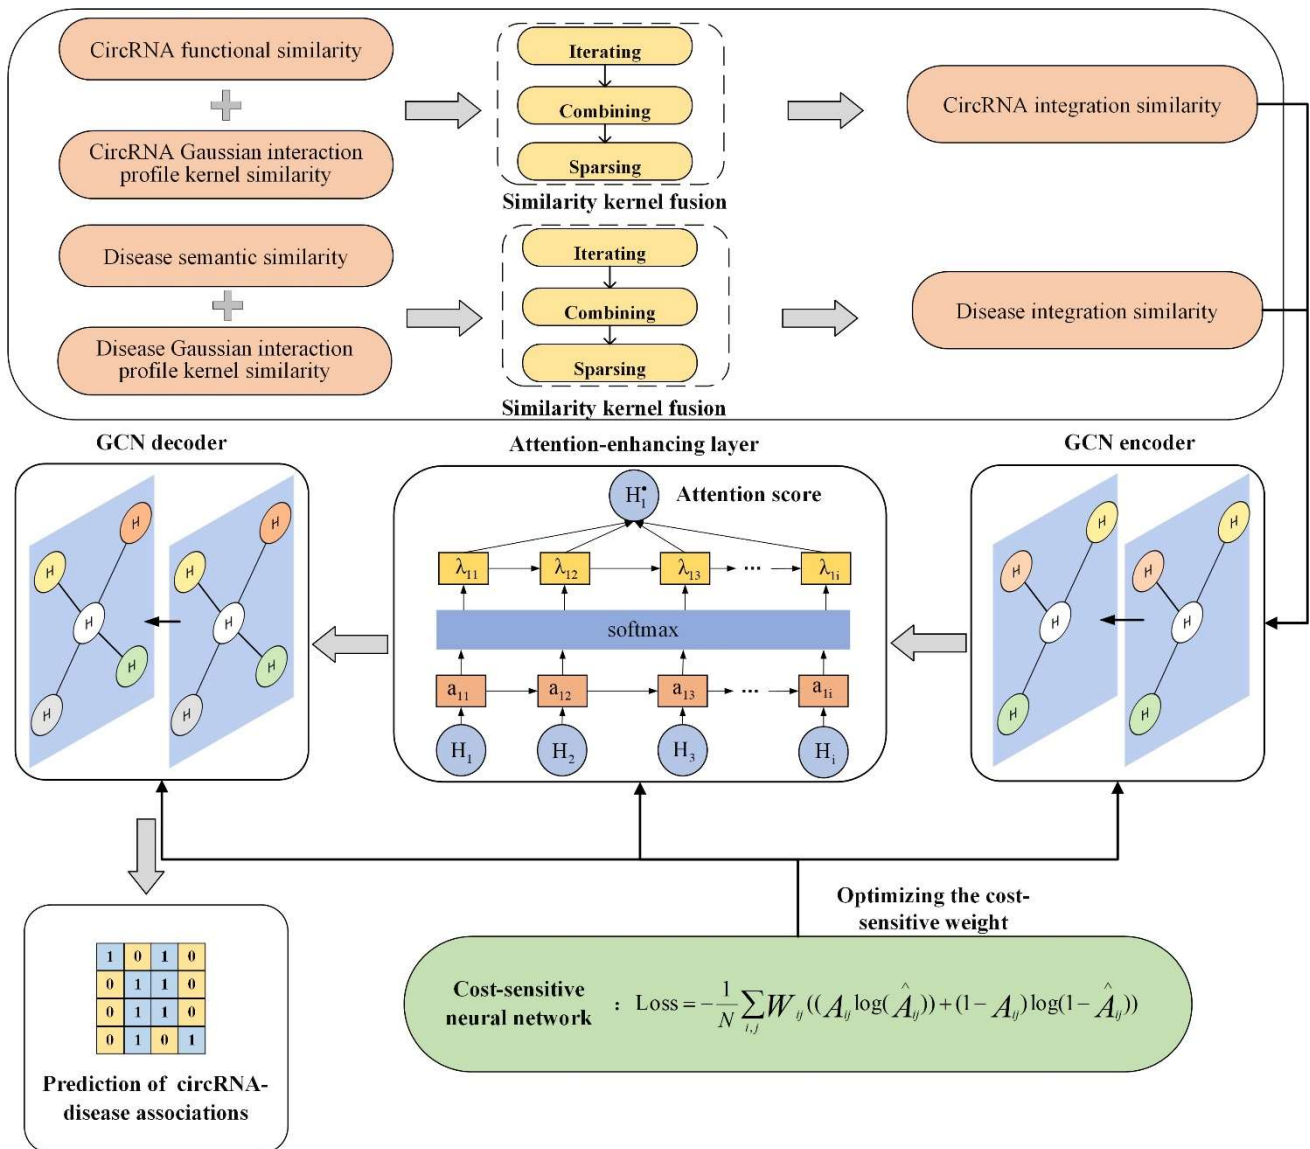 CircRNA functional similarity
CircRNA Gaussian interaction
profile kernel similarity
Iterating
Combining
Sparsing
Similarity kernel fusion
CircRNA integration similarity
Disease semantic similarity
Disease Gaussian interaction
profile kernel similarity
Iterating
Combining
Sparsing
Similarity kernel fusion
Disease integration similarity
GCN decoder
H H H H H
H H H H H
Attention-enhancing layer
H₁• Attention score
λ₁₁ λ₁₂ λ₁₃ ... λ₁ᵢ
softmax
a₁₁ a₁₂ a₁₃ ... a₁ᵢ
H₁ H₂ H₃ Hᵢ
GCN encoder
H H H H
H H H H
Optimizing the cost-
sensitive weight
Cost-sensitive
neural network
: Loss = -1/N ∑i,j Wij((Aij log(Âij)) + (1 - Aij) log(1 - Âij))
1 0 1 0
0 1 1 0
0 1 1 0
0 1 0 1
Prediction of circRNA-
disease associations